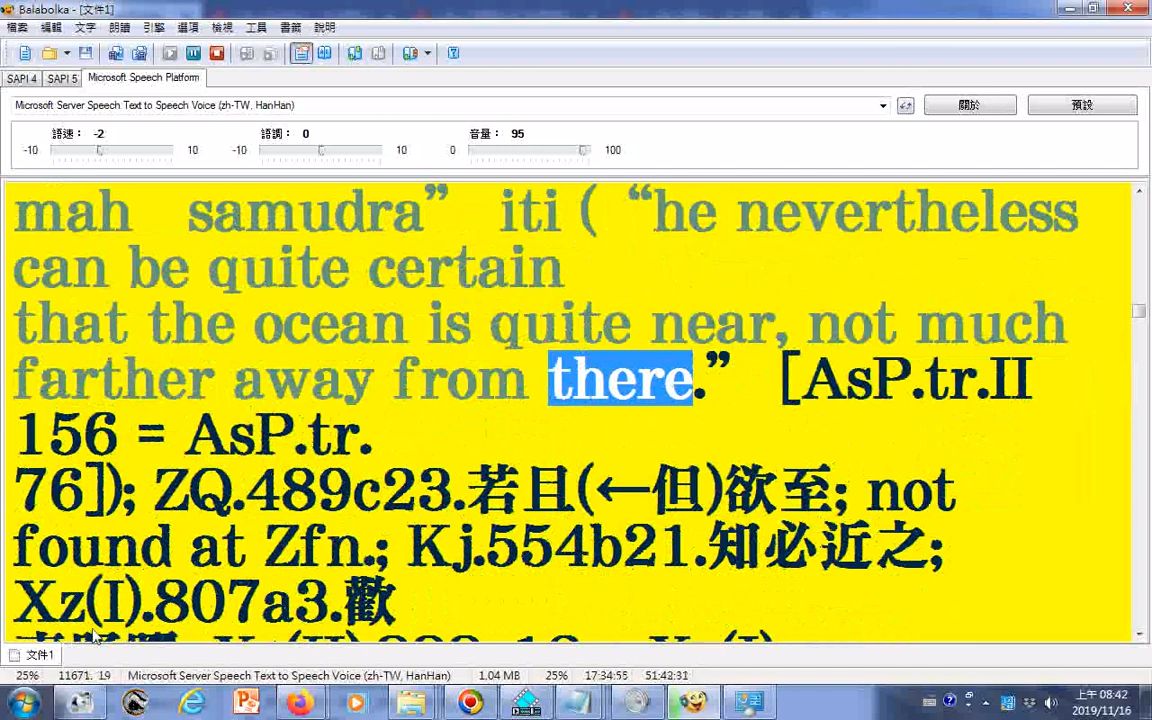 Balabolka - [文件1]
檔案 編輯 文字 朗讀 引擎 選項 檢視 工具 書籤 說明
SAPI 4 SAPI 5 Microsoft Speech Platform
Microsoft Server Speech Text to Speech Voice (zh-TW, HanHan) 關於 預設
語速： -2 語調： 0 音量： 95
-10 10 -10 10 0 100
mah samudra” iti ( “he nevertheless
can be quite certain
that the ocean is quite near, not much
farther away from there.” [AsP.tr.II
156 = AsP.tr.
76]); ZQ.489c23.若且(←但)欲至; not
found at Zfn.; Kj.554b21.知必近之;
Xz(I).807a3.歡
文件1
25% 11671. 19 Microsoft Server Speech Text to Speech Voice (zh-TW, HanHan) 1.04 MB 25% 17:34:55 51:42:31
上午 08:42
2019/11/16